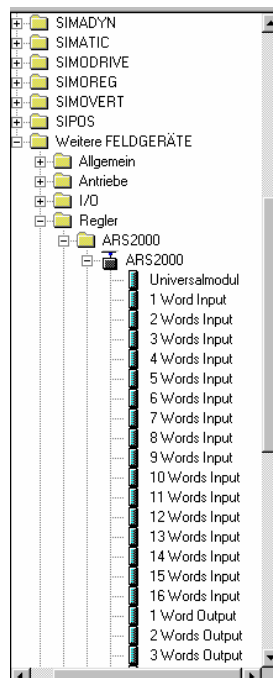 SIMADYN
SIMATIC
SIMODRIVE
SIMOREG
SIMOVERT
SIPOS
Weitere FELDGERÄTE
Allgemein
Antriebe
I/O
Regler
ARS2000
ARS2000
Universalmodul
1 Word Input
2 Words Input
3 Words Input
4 Words Input
5 Words Input
6 Words Input
7 Words Input
8 Words Input
9 Words Input
10 Words Input
11 Words Input
12 Words Input
13 Words Input
14 Words Input
15 Words Input
16 Words Input
1 Word Output
2 Words Output
3 Words Output